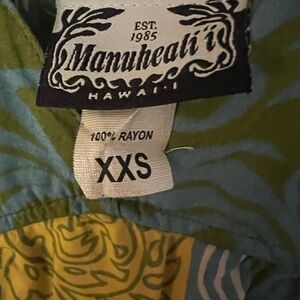 EST.
1985
Manuheali'i
HAWAI'I
100% RAYON
XXS